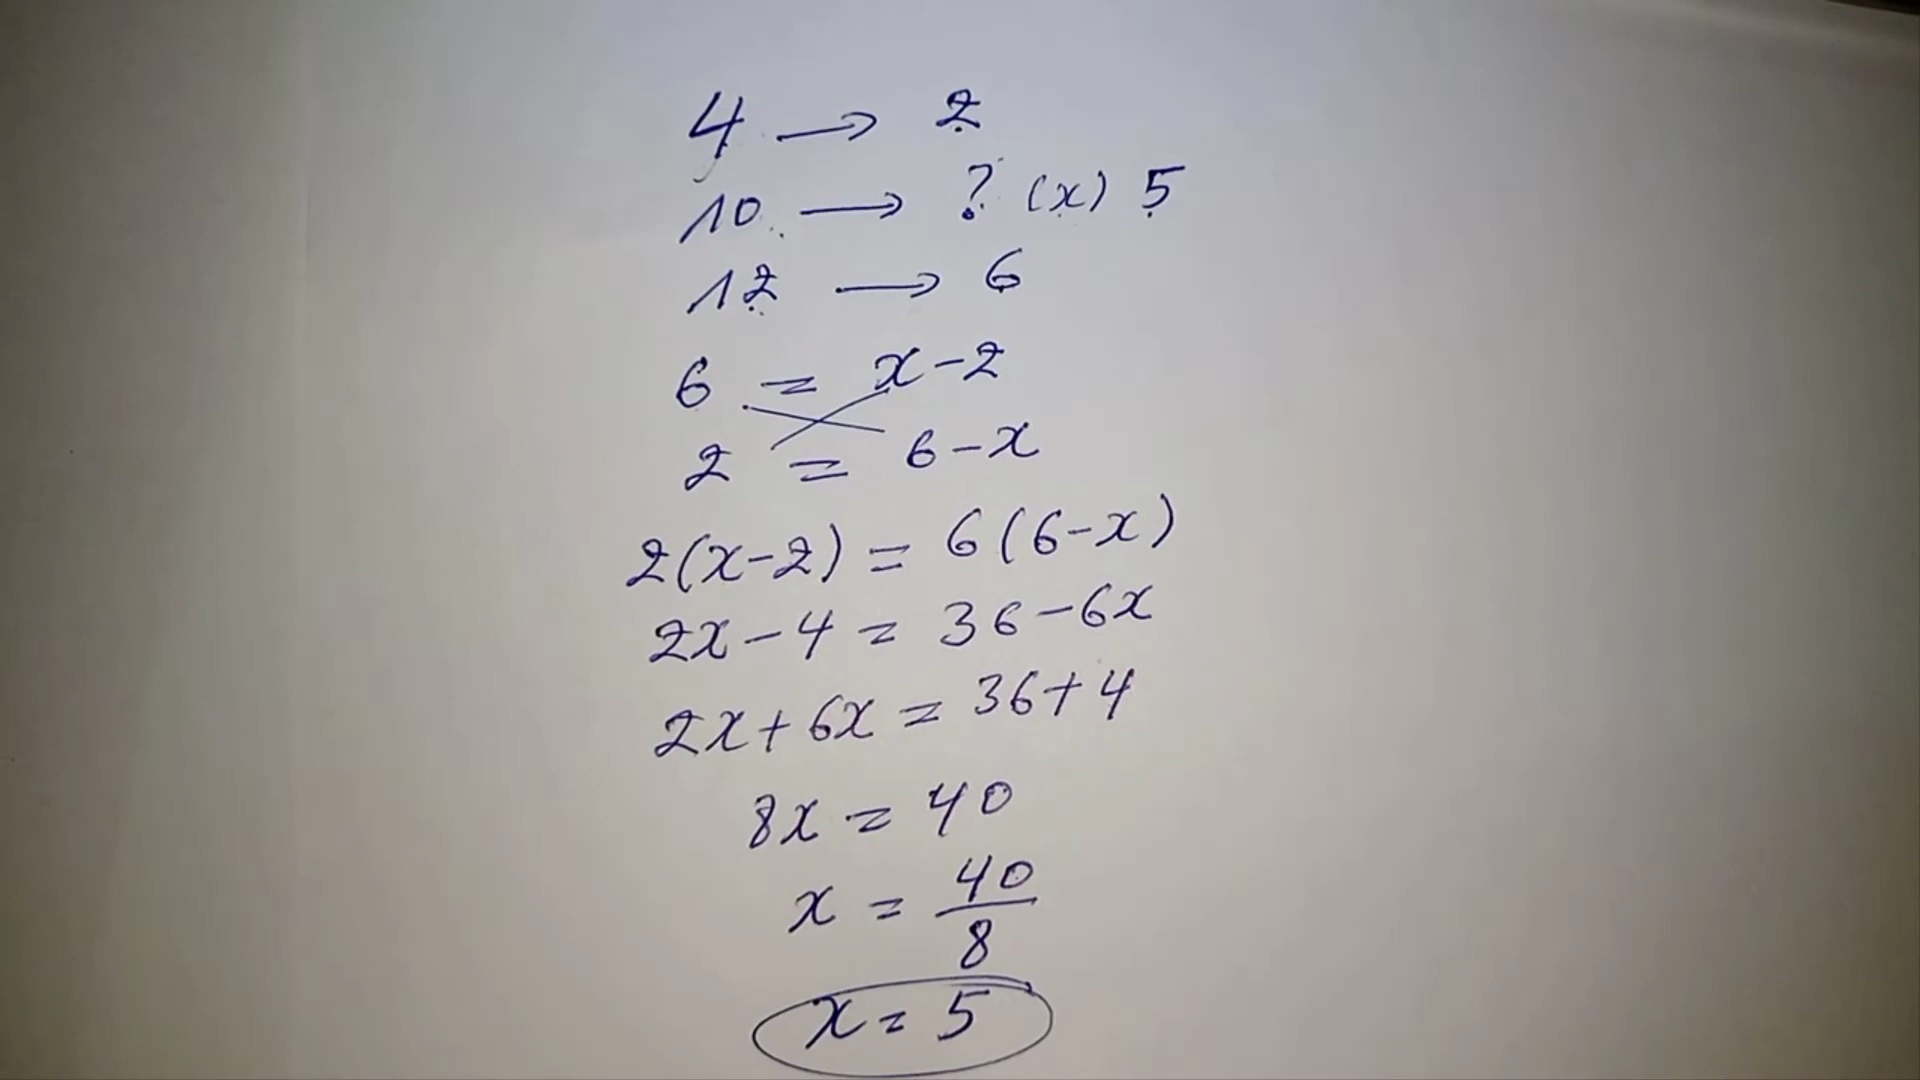 4 → 2
10 → ? (x) 5
12 → 6
6 = x-2
2 = 6-x
2(x-2) = 6(6-x)
2x-4 = 36-6x
2x+6x = 36+4
8x = 40
x = 40/8
x = 5